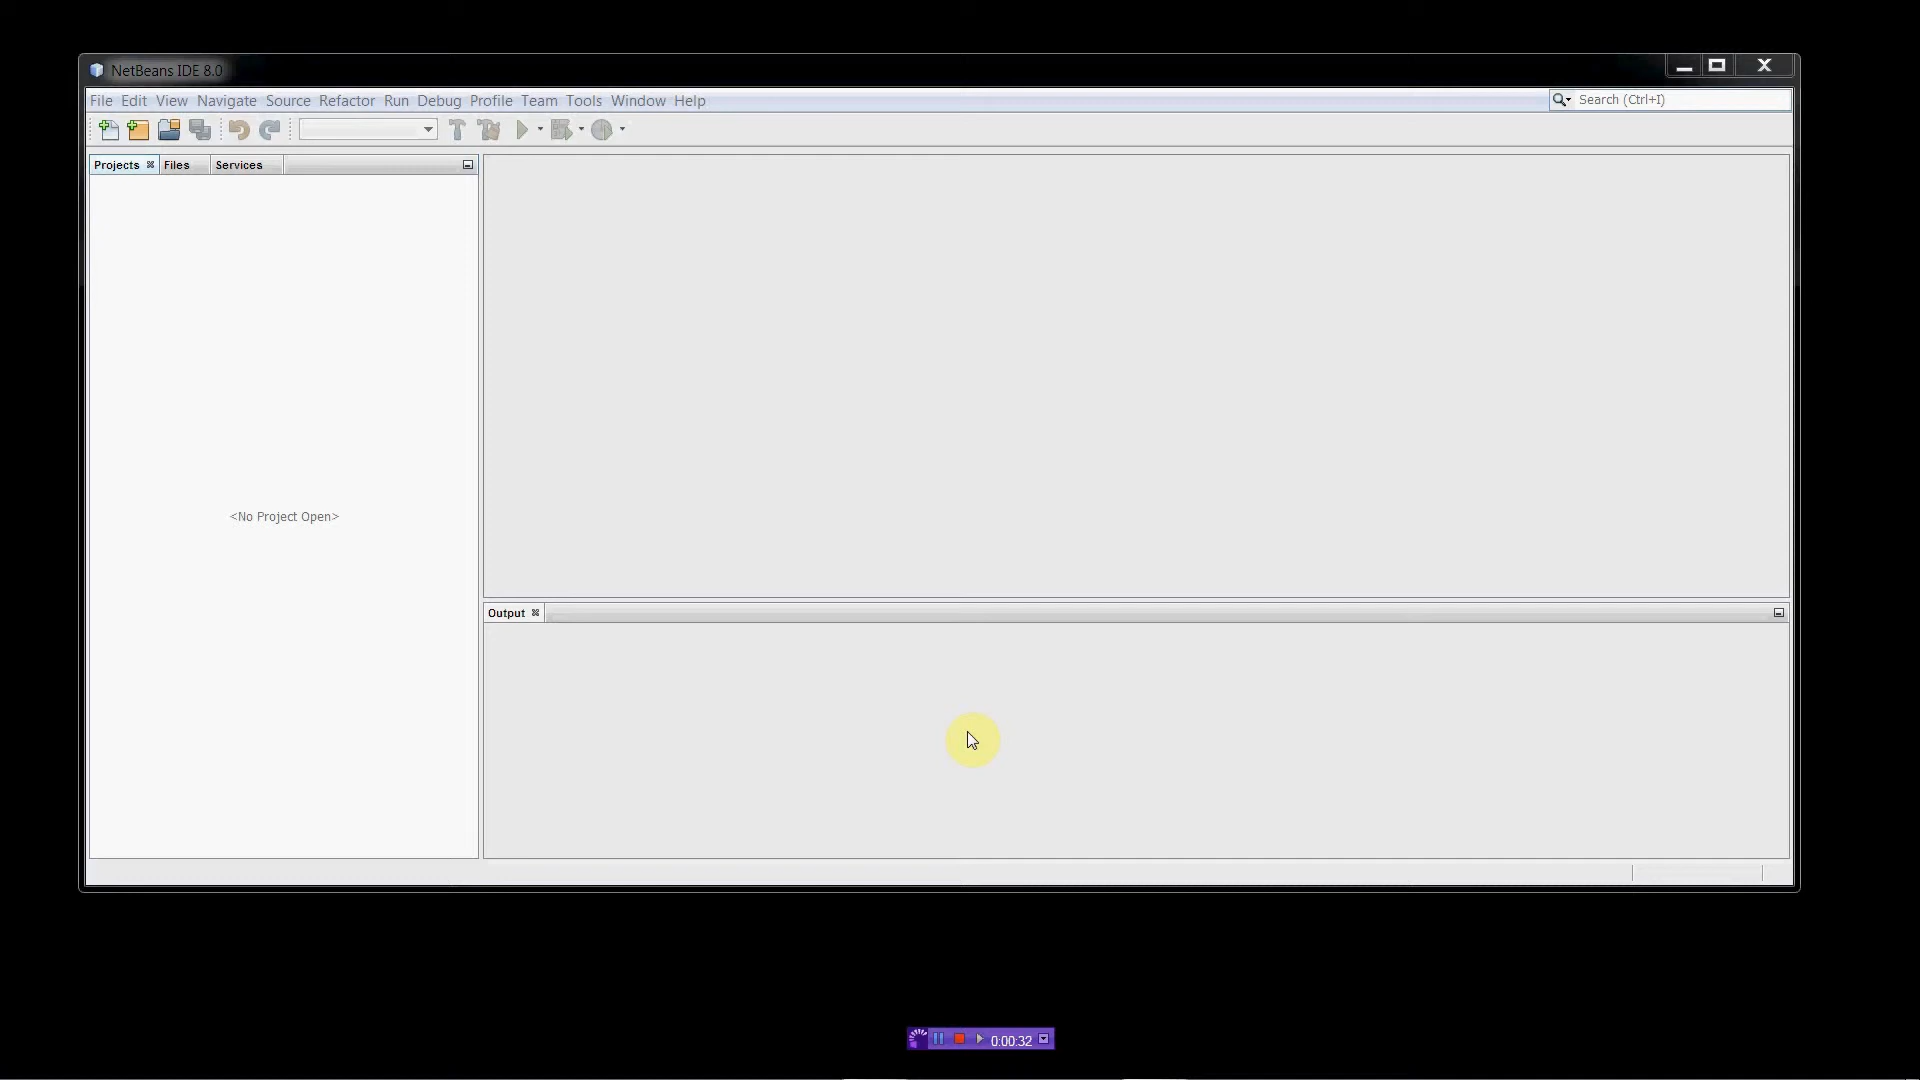 NetBeans IDE 8.0
File Edit View Navigate Source Refactor Run Debug Profile Team Tools Window Help
Search (Ctrl+I)
Projects Files Services
<No Project Open>
Output
0:00:32